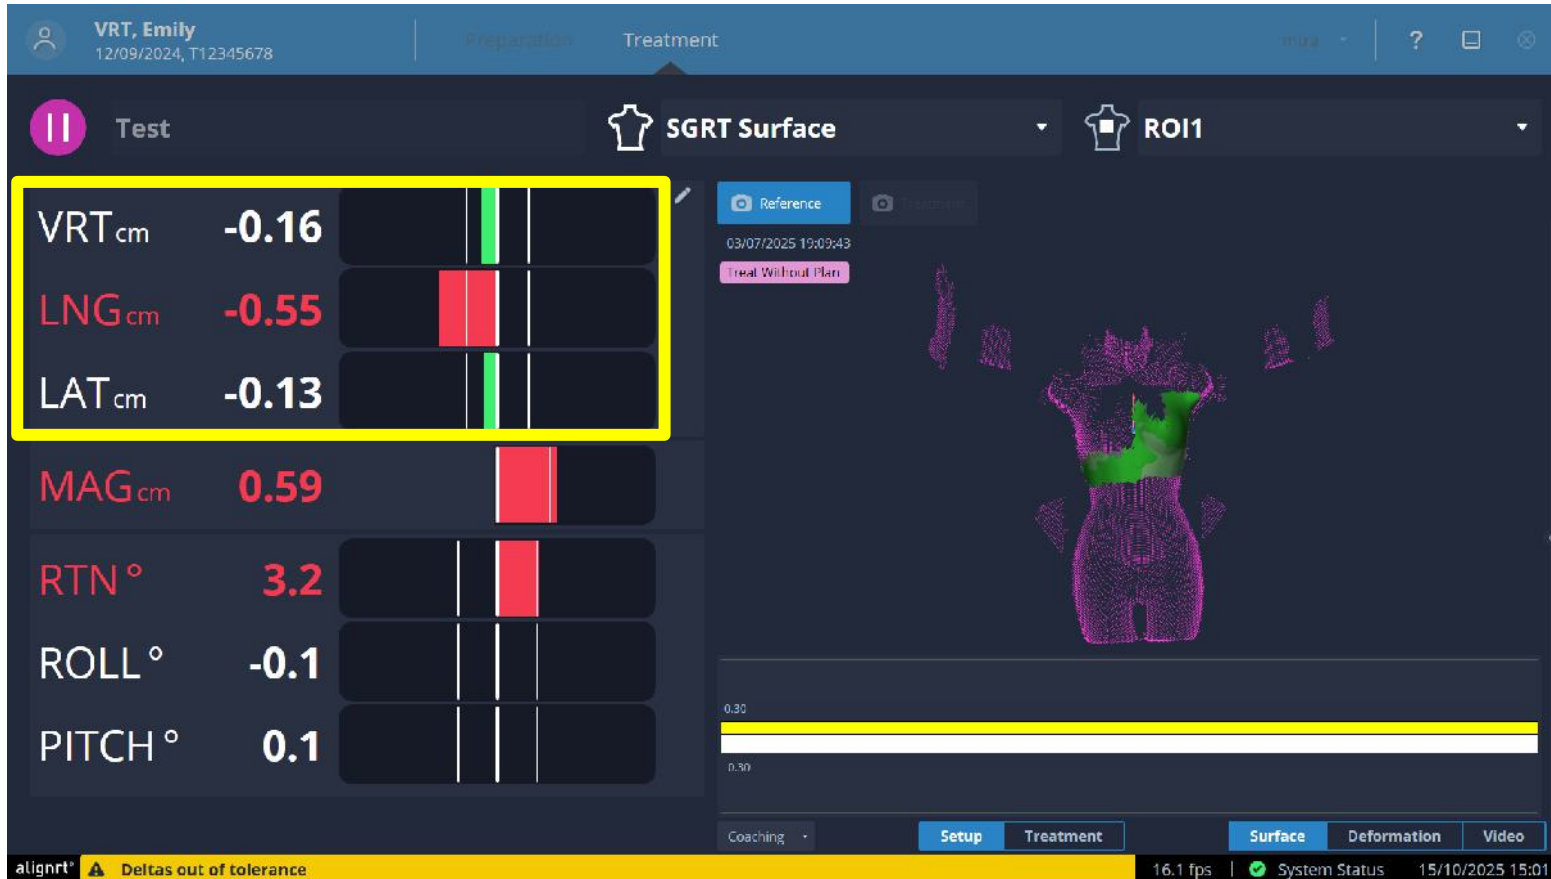 VRT, Emily
12/09/2024, T12345678
Preparation
Treatment
?
Test
SGRT Surface
ROI1
VRT cm -0.16
LNG cm -0.55
LAT cm -0.13
MAG cm 0.59
RTN ° 3.2
ROLL ° -0.1
PITCH ° 0.1
Reference
03/07/2025 19:09:43
Treat Without Plan
0.30
0.30
Coaching
Setup Treatment
Surface Deformation Video
alignrt®
Deltas out of tolerance
16.1 fps
System Status
15/10/2025 15:01